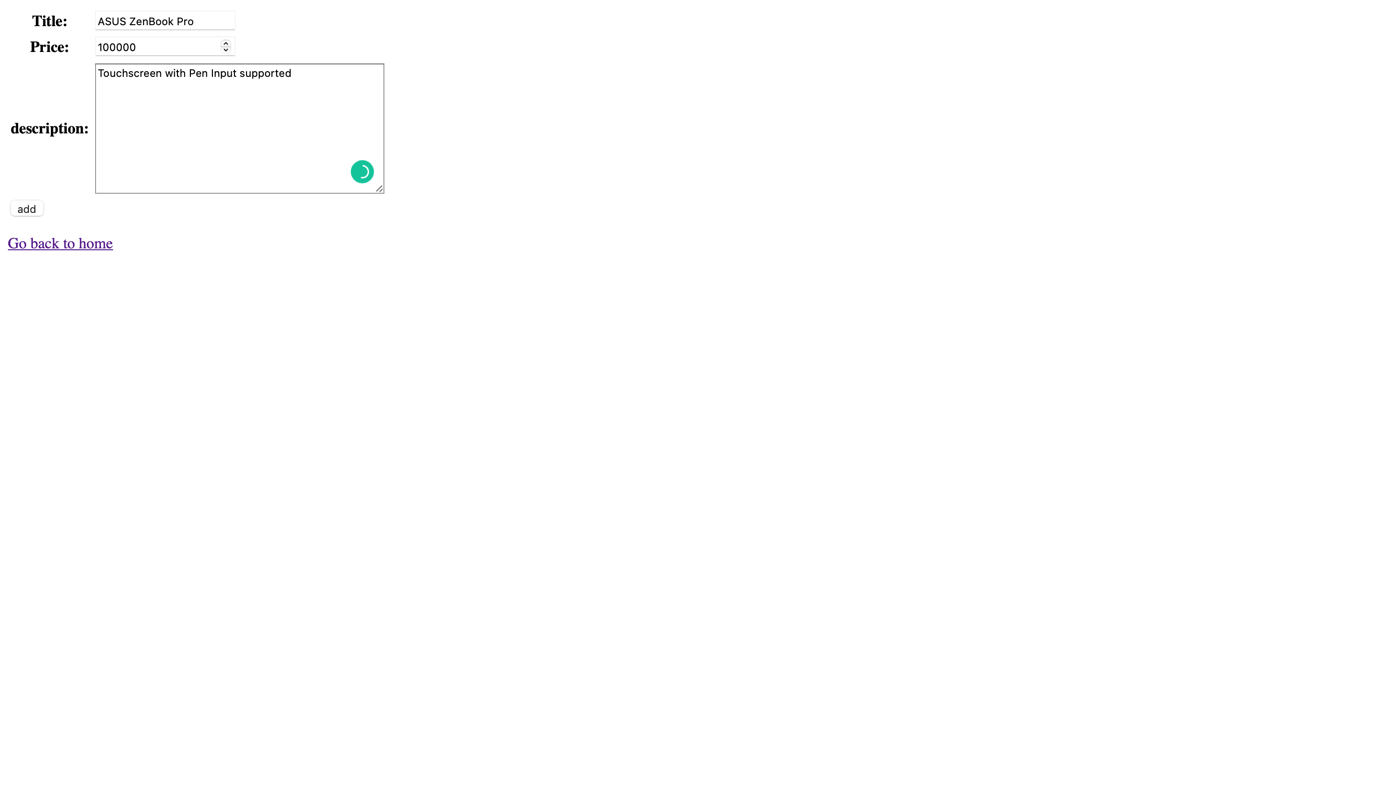 Title: ASUS ZenBook Pro
Price: 100000
description: Touchscreen with Pen Input supported
add
Go back to home